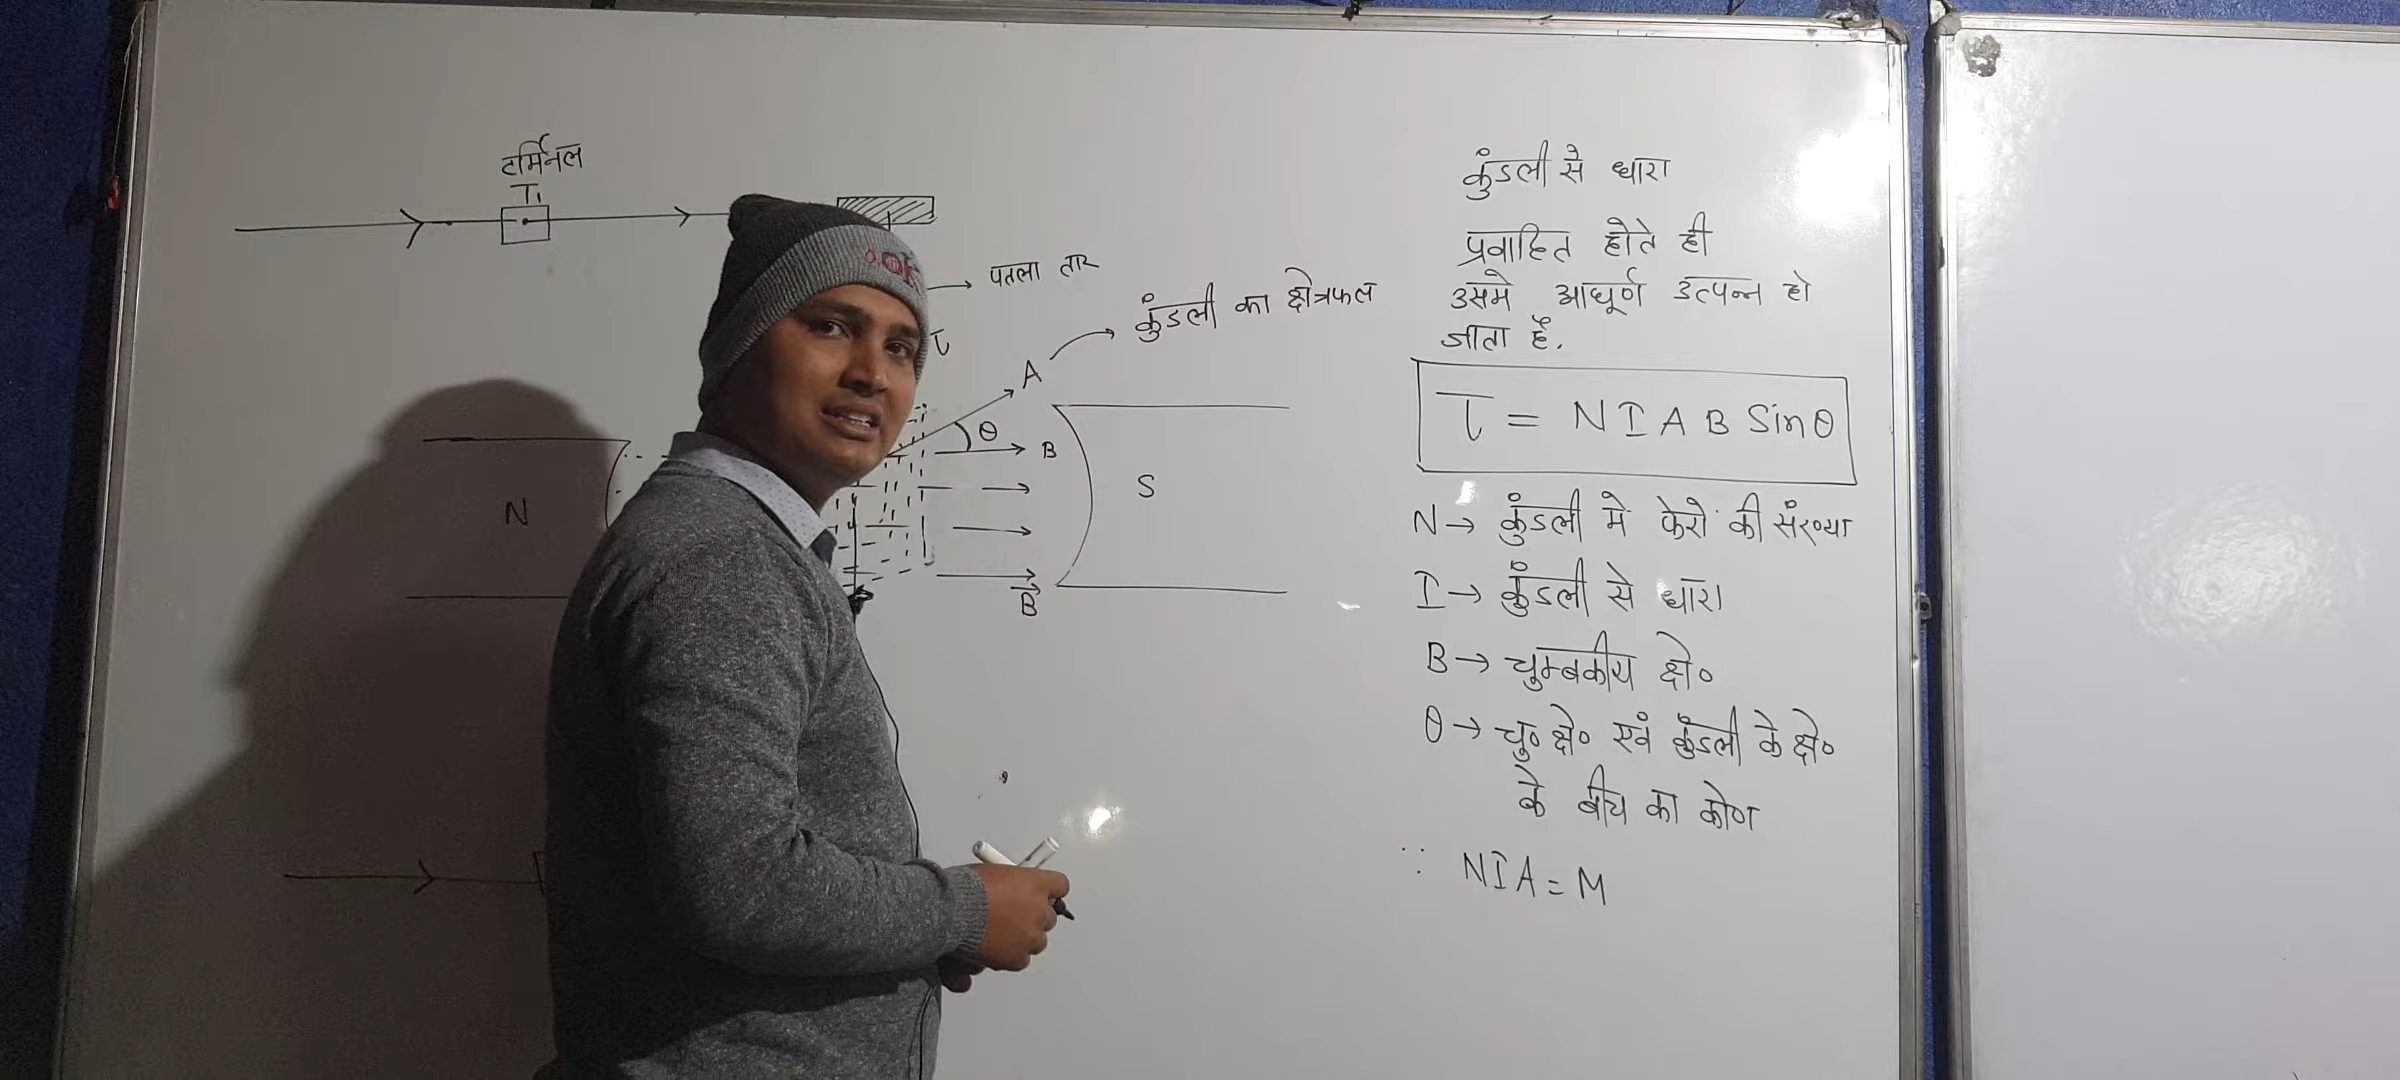 टर्मिनल
T₁
पतला तार
कुंडली का क्षेत्रफल
τ
A
θ
B
N
S
B⃗
कुंडली से धारा
प्रवाहित होते ही
उसमे आघूर्ण उत्पन्न हो
जाता है.
τ = NIAB Sinθ
N → कुंडली मे फेरो की संख्या
I → कुंडली से धारा
B → चुम्बकीय क्षे०
θ → चु० क्षे० एवं कुंडली के क्षे०
के बीच का कोण
∵ NIA = M